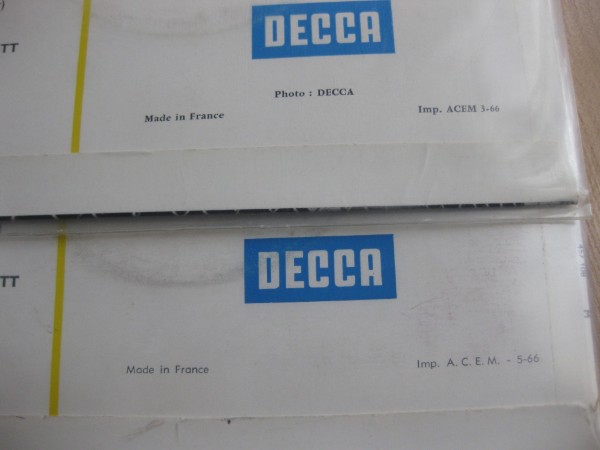 TT
DECCA
Photo : DECCA
Made in France
Imp. ACEM 3-66
TT
DECCA
Made in France
Imp. A. C. E. M. - 5-66